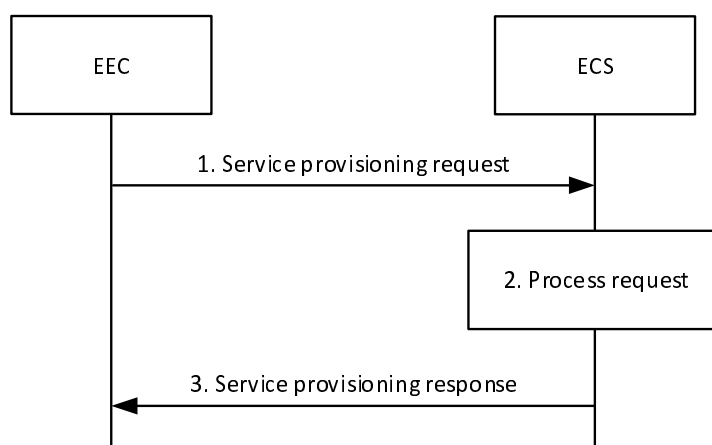 EEC
ECS
1. Service provisioning request
2. Process request
3. Service provisioning response